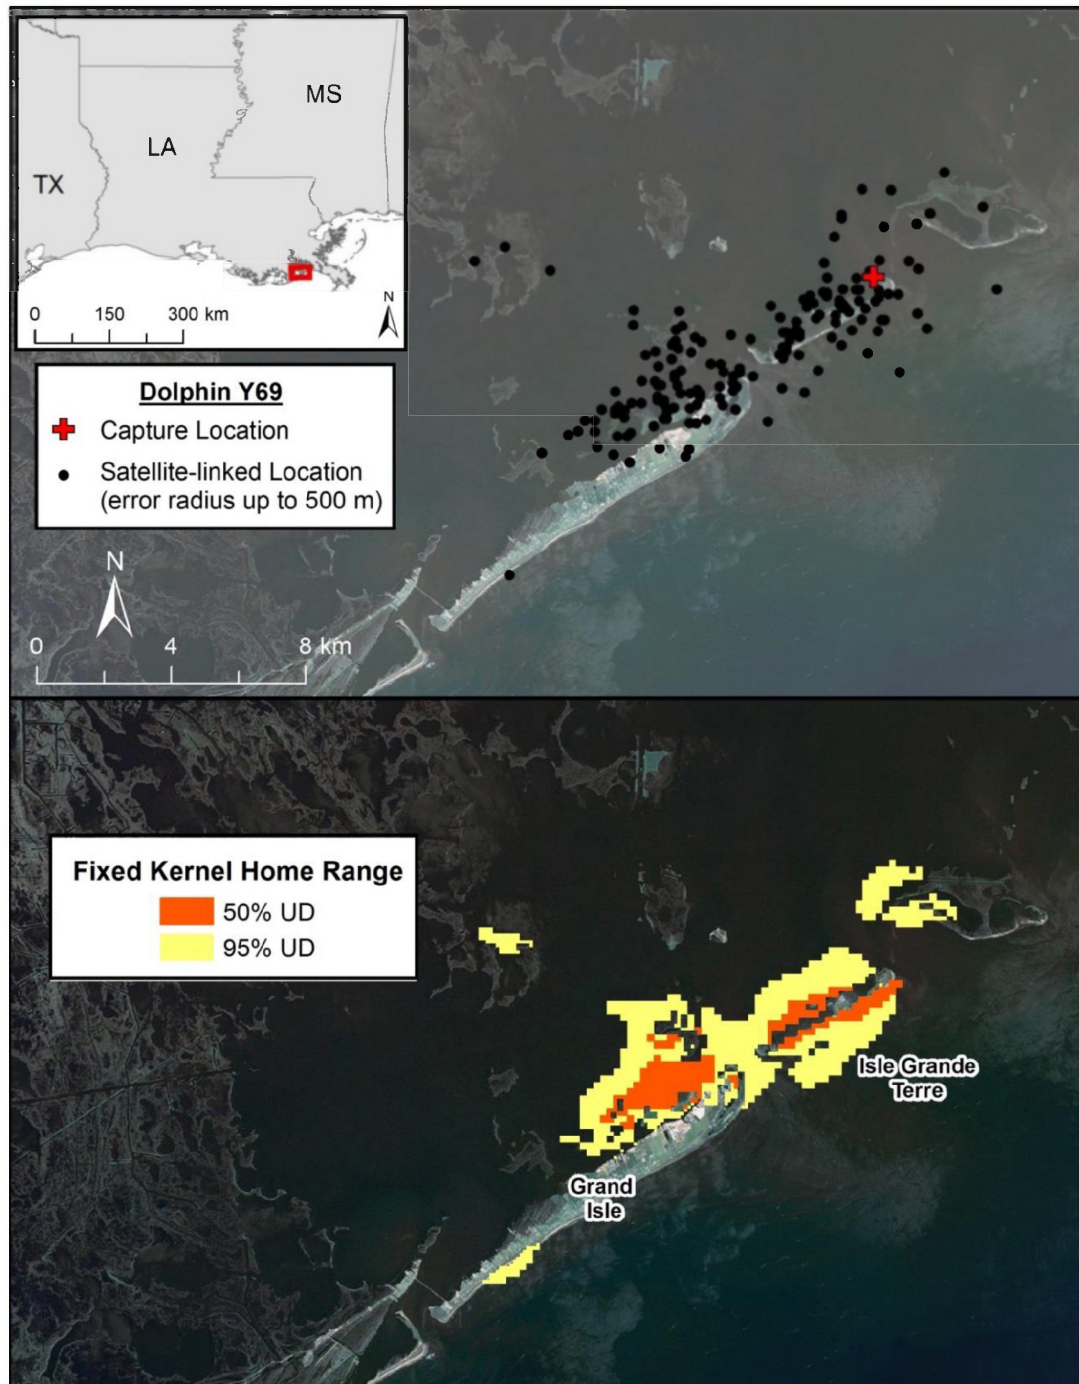 MS
LA
TX
N
0 150 300 km
Dolphin Y69
Capture Location
Satellite-linked Location
(error radius up to 500 m)
N
0 4 8 km
Fixed Kernel Home Range
50% UD
95% UD
Isle Grande
Terre
Grand
Isle